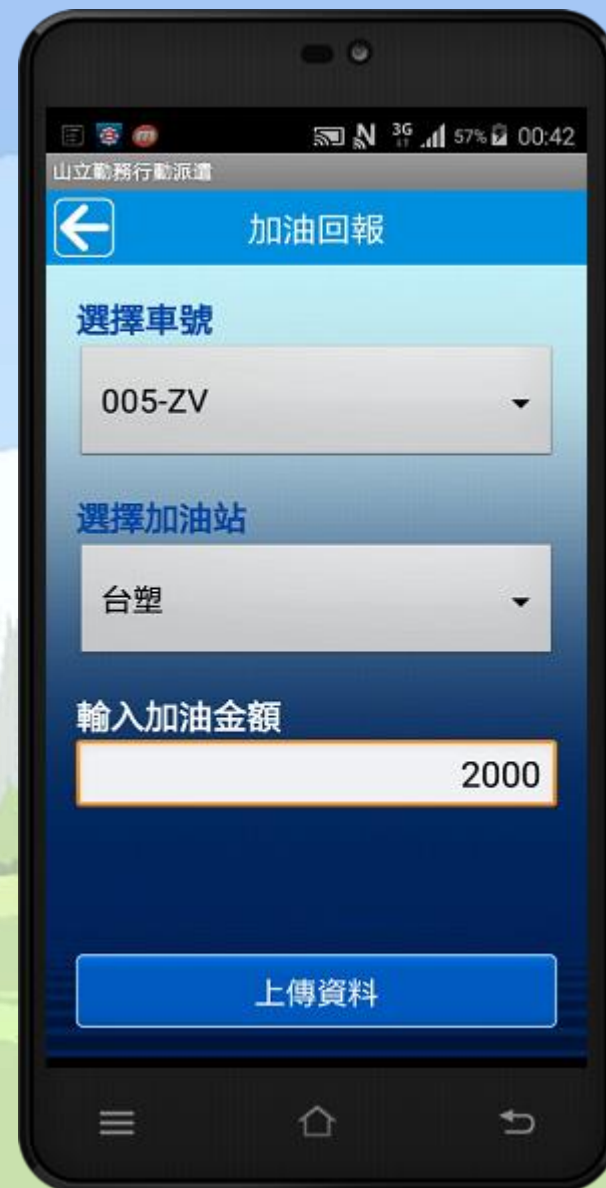 3G 57% 00:42
山立勤務行動派遣
加油回報
選擇車號
005-ZV
選擇加油站
台塑
輸入加油金額
2000
上傳資料